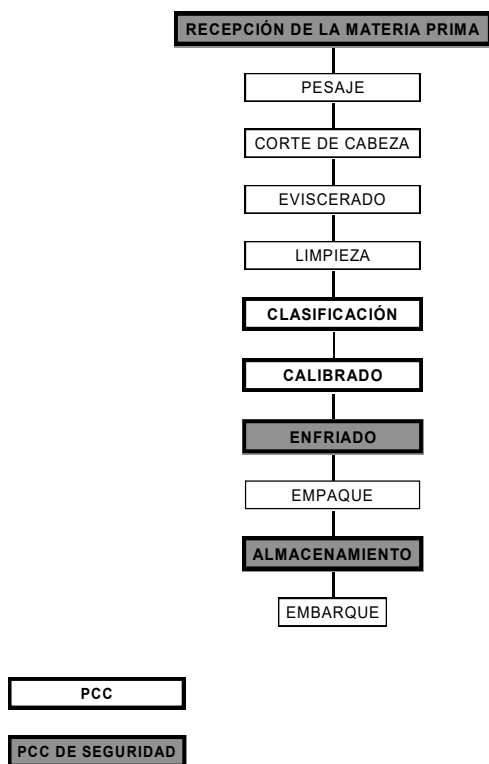 RECEPCIÓN DE LA MATERIA PRIMA
PESAJE
CORTE DE CABEZA
EVISCERADO
LIMPIEZA
CLASIFICACIÓN
CALIBRADO
ENFRIADO
EMPAQUE
ALMACENAMIENTO
EMBARQUE
PCC
PCC DE SEGURIDAD